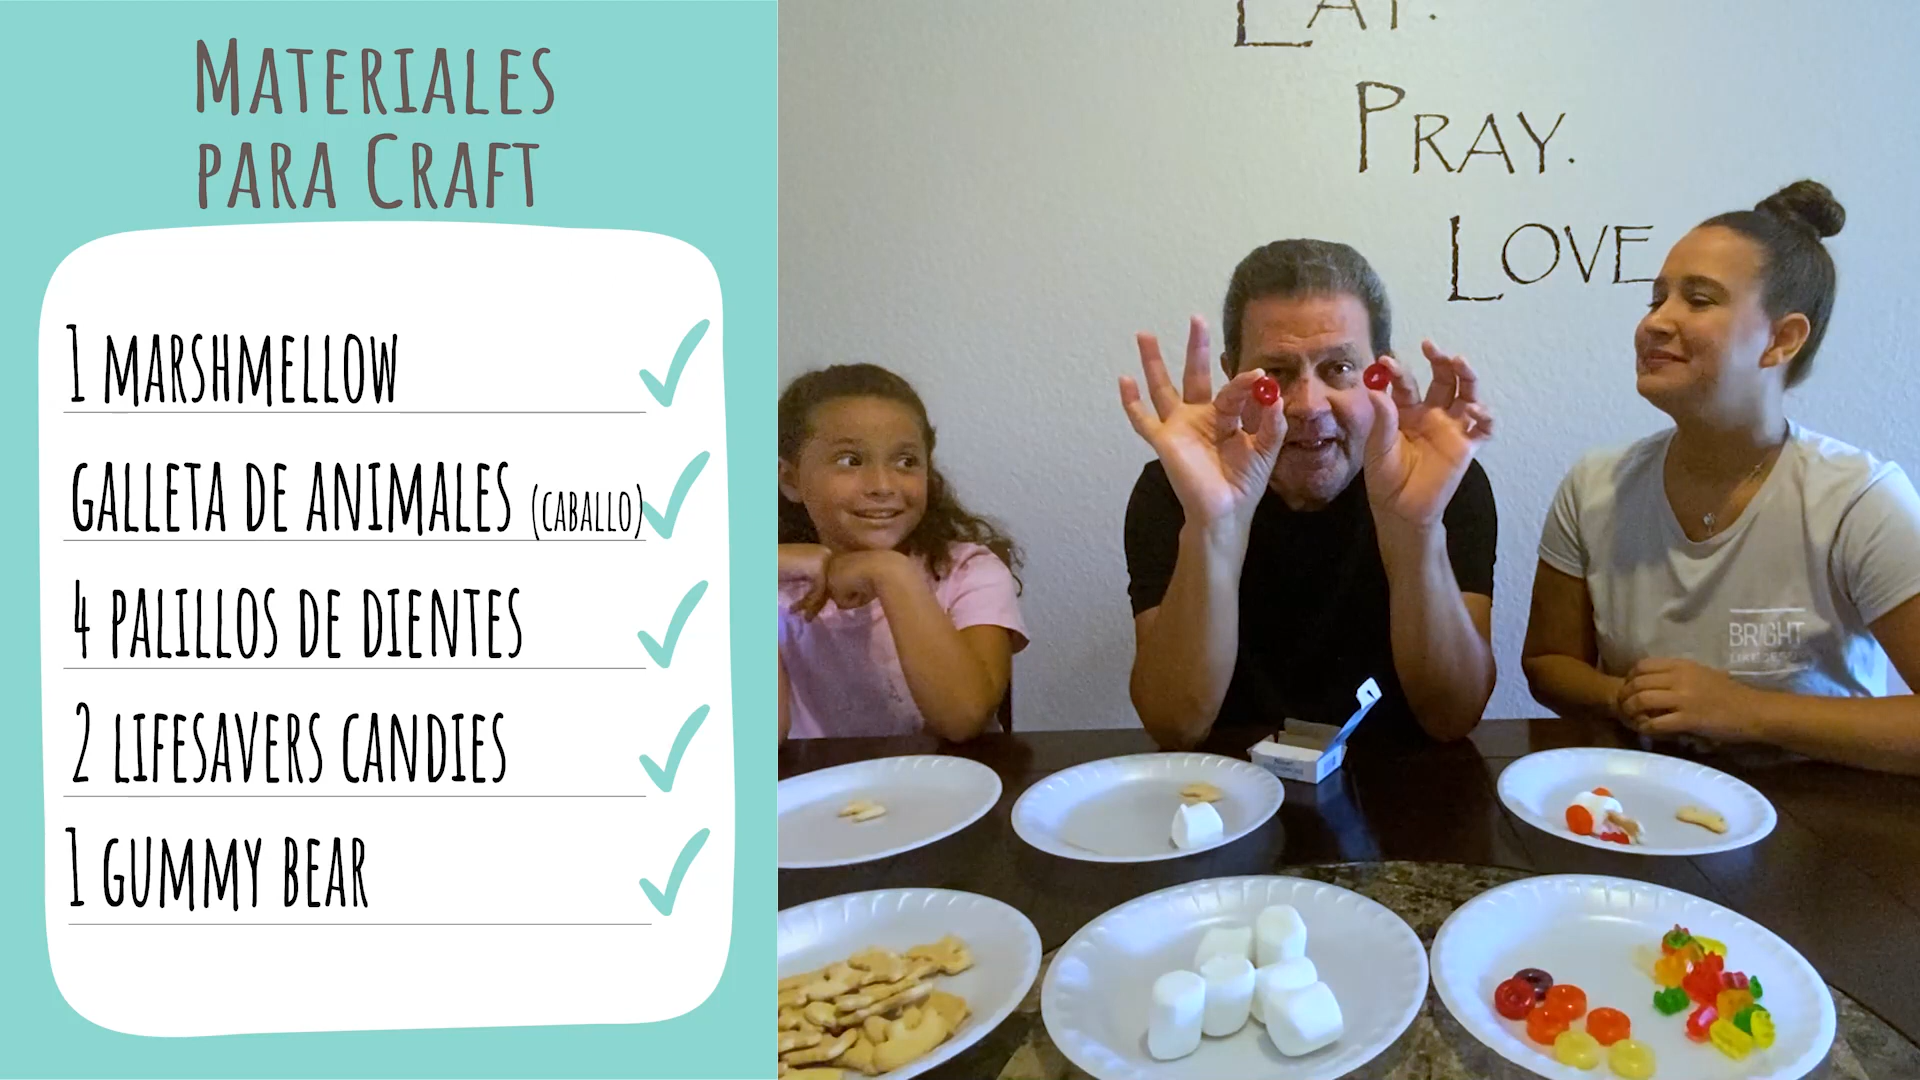 Materiales
para Craft
1 marshmellow
galleta de animales (caballo)
4 palillos de dientes
2 lifesavers candies
1 gummy bear
Eat.
Pray.
Love
BRIGHT